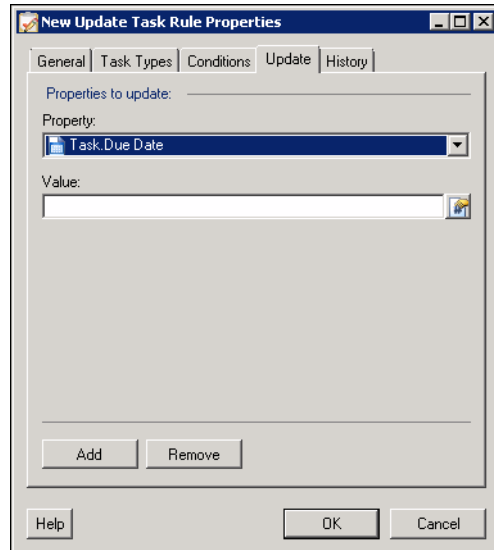 New Update Task Rule Properties
General Task Types Conditions Update History
Properties to update:
Property:
Task.Due Date
Value:
Add Remove
Help OK Cancel